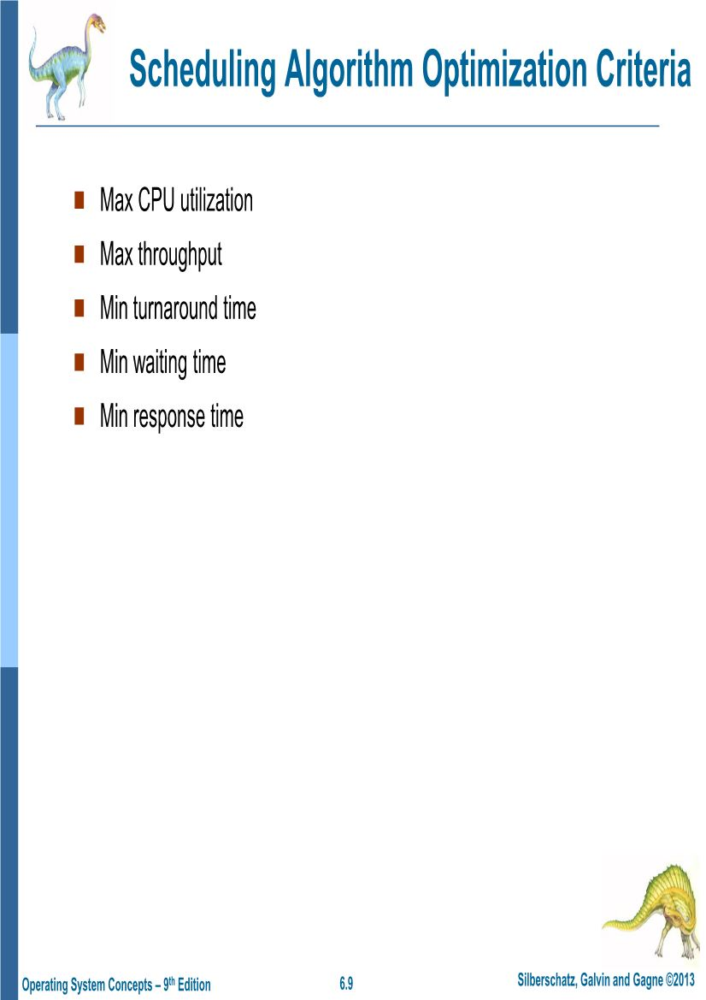 Scheduling Algorithm Optimization Criteria
Max CPU utilization
Max throughput
Min turnaround time
Min waiting time
Min response time
Operating System Concepts – 9th Edition
6.9
Silberschatz, Galvin and Gagne ©2013